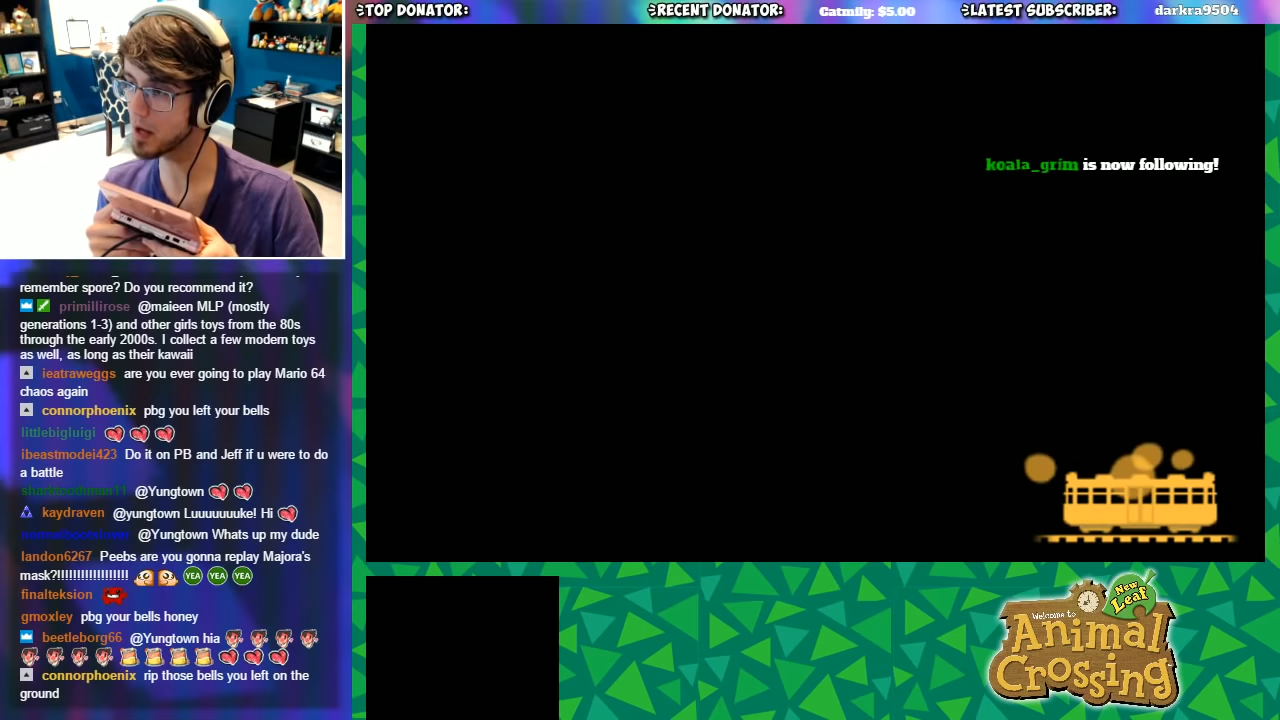 TOP DONATOR:
RECENT DONATOR:
Catmily: $5.00
LATEST SUBSCRIBER:
darkra9504
koala_grim is now following!
remember spore? Do you recommend it?
primillirose @maieen MLP (mostly
generations 1-3) and other girls toys from the 80s
through the early 2000s. I collect a few modern toys
as well, as long as their kawaii
ieatraweggs are you ever going to play Mario 64
chaos again
connorphoenix pbg you left your bells
littlebigluigi
ibeastmodei423 Do it on PB and Jeff if u were to do
a battle
@Yungtown
kaydraven @yungtown Luuuuuuuke! Hi
@Yungtown Whats up my dude
landon6267 Peebs are you gonna replay Majora's
mask?!!!!!!!!!!!!!!!!!! YEA YEA YEA
finalteksion
gmoxley pbg your bells honey
beetleborg66 @Yungtown hia
connorphoenix rip those bells you left on the
ground
Welcome to
New Leaf
Animal
Crossing